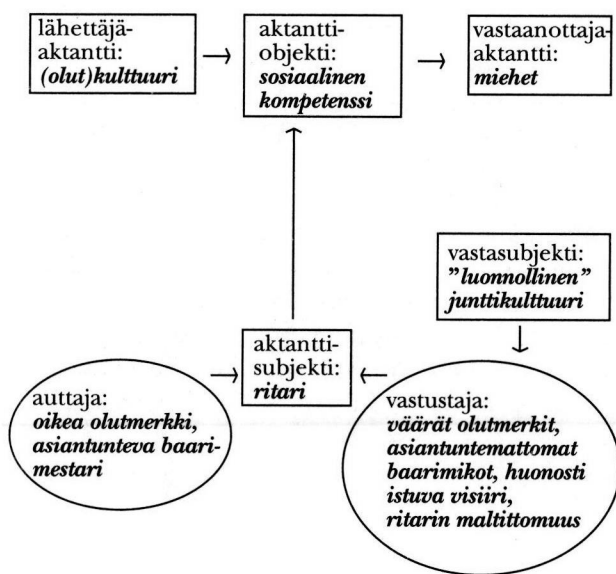 lähettäjä-
aktantti:
(olut)kulttuuri
aktantti-
objekti:
sosiaalinen
kompetenssi
vastaanottaja-
aktantti:
miehet
vastasubjekti:
”luonnollinen”
junttikulttuuri
aktantti-
subjekti:
ritari
auttaja:
oikea olutmerkki,
asiantunteva baari-
mestari
vastustaja:
väärät olutmerkit,
asiantuntemattomat
baarimikot, huonosti
istuva visiiri,
ritarin maltittomuus